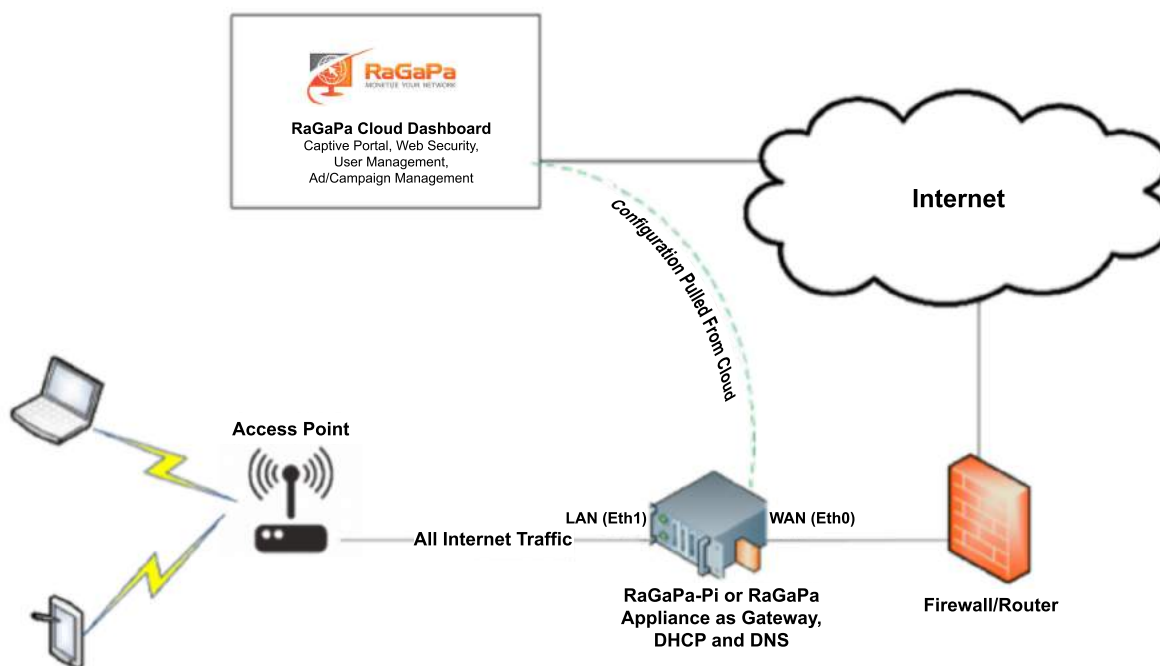 RaGaPa
MONETIZE YOUR NETWORK
RaGaPa Cloud Dashboard
Captive Portal, Web Security,
User Management,
Ad/Campaign Management
Internet
Configuration Pulled From Cloud
Access Point
LAN (Eth1)
WAN (Eth0)
All Internet Traffic
RaGaPa-Pi or RaGaPa
Appliance as Gateway,
DHCP and DNS
Firewall/Router